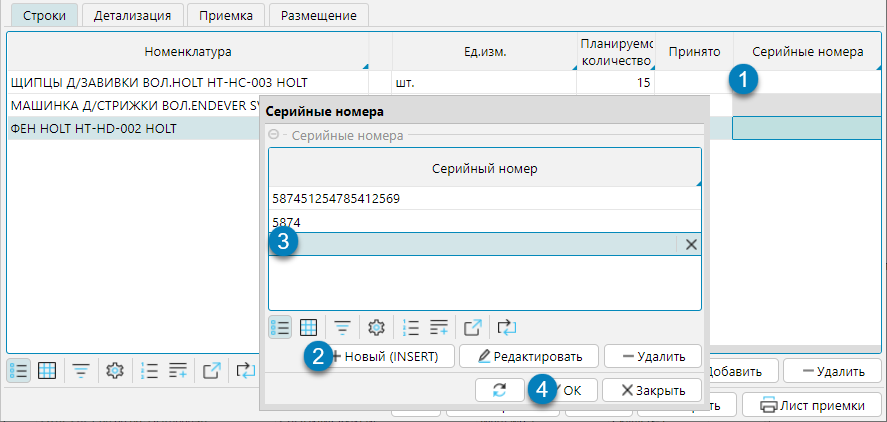 Строки Детализация Приемка Размещение
Номенклатура Ед.изм. Планируемо количество Принято Серийные номера
1
ЩИПЦЫ Д/ЗАВИВКИ ВОЛ.HOLT HT-HC-003 HOLT шт. 15
МАШИНКА Д/СТРИЖКИ ВОЛ.ENDEVER
ФЕН HOLT HT-HD-002 HOLT
Серийные номера
Серийные номера
Серийный номер
587451254785412569
5874
3
2 Новый (INSERT) Редактировать Удалить
Добавить Удалить
4 OK Закрыть
Лист приемки